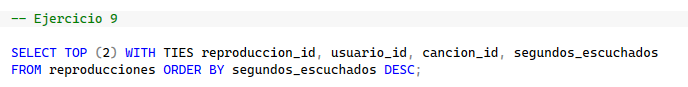 -- Ejercicio 9
SELECT TOP (2) WITH TIES reproduccion_id, usuario_id, cancion_id, segundos_escuchados
FROM reproducciones ORDER BY segundos_escuchados DESC;